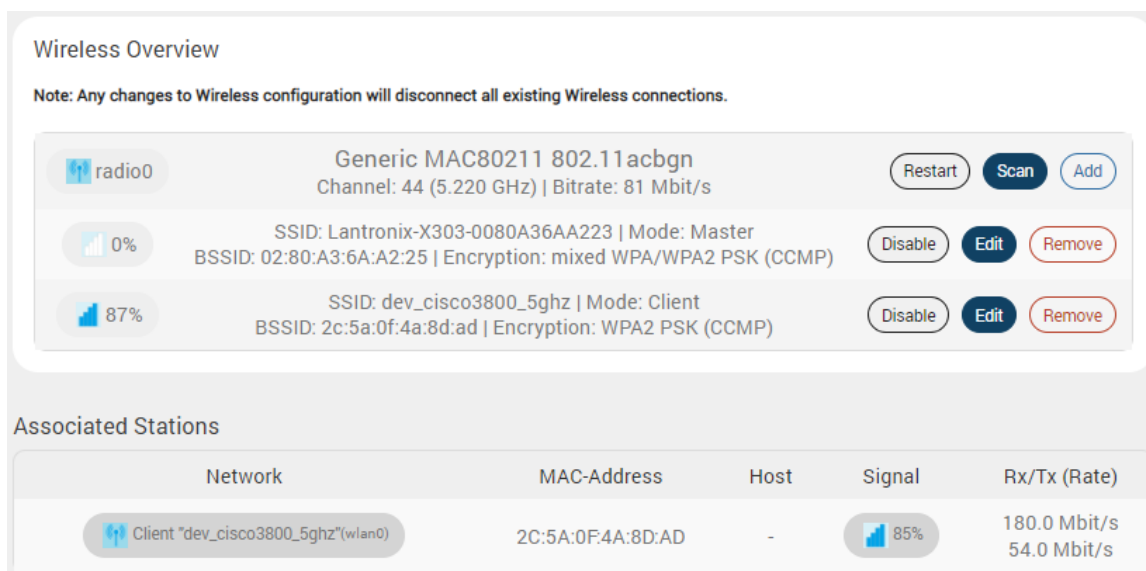 Wireless Overview
Note: Any changes to Wireless configuration will disconnect all existing Wireless connections.
radio0
Generic MAC80211 802.11acbgn
Channel: 44 (5.220 GHz) | Bitrate: 81 Mbit/s
Restart Scan Add
0%
SSID: Lantronix-X303-0080A36AA223 | Mode: Master
BSSID: 02:80:A3:6A:A2:25 | Encryption: mixed WPA/WPA2 PSK (CCMP)
Disable Edit Remove
87%
SSID: dev_cisco3800_5ghz | Mode: Client
BSSID: 2c:5a:0f:4a:8d:ad | Encryption: WPA2 PSK (CCMP)
Disable Edit Remove
Associated Stations
Network MAC-Address Host Signal Rx/Tx (Rate)
Client "dev_cisco3800_5ghz"(wlan0) 2C:5A:0F:4A:8D:AD - 85% 180.0 Mbit/s
54.0 Mbit/s